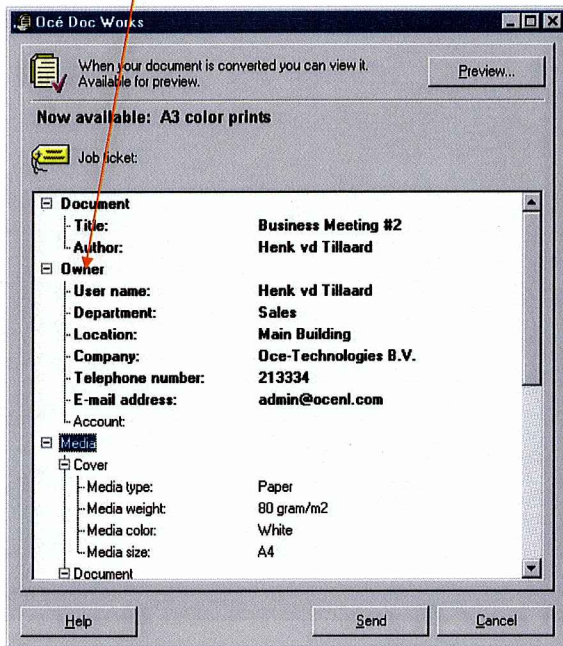 Océ Doc Works
When your document is converted you can view it.
Available for preview.
Preview...
Now available: A3 color prints
Job ticket:
Document
Title: Business Meeting #2
Author: Henk vd Tillaard
Owner
User name: Henk vd Tillaard
Department: Sales
Location: Main Building
Company: Oce-Technologies B.V.
Telephone number: 213334
E-mail address: admin@ocenl.com
Account:
Media
Cover
Media type: Paper
Media weight: 80 gram/m2
Media color: White
Media size: A4
Document
Help Send Cancel